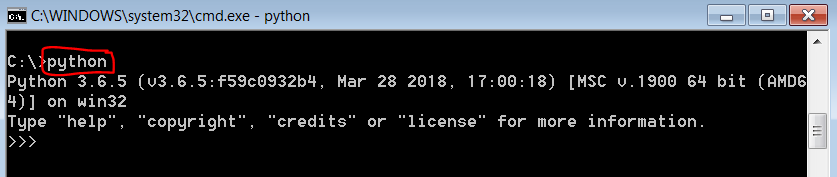 C:\WINDOWS\system32\cmd.exe - python
C:\>python
Python 3.6.5 (v3.6.5:f59c0932b4, Mar 28 2018, 17:00:18) [MSC v.1900 64 bit (AMD6
4)] on win32
Type "help", "copyright", "credits" or "license" for more information.
>>>